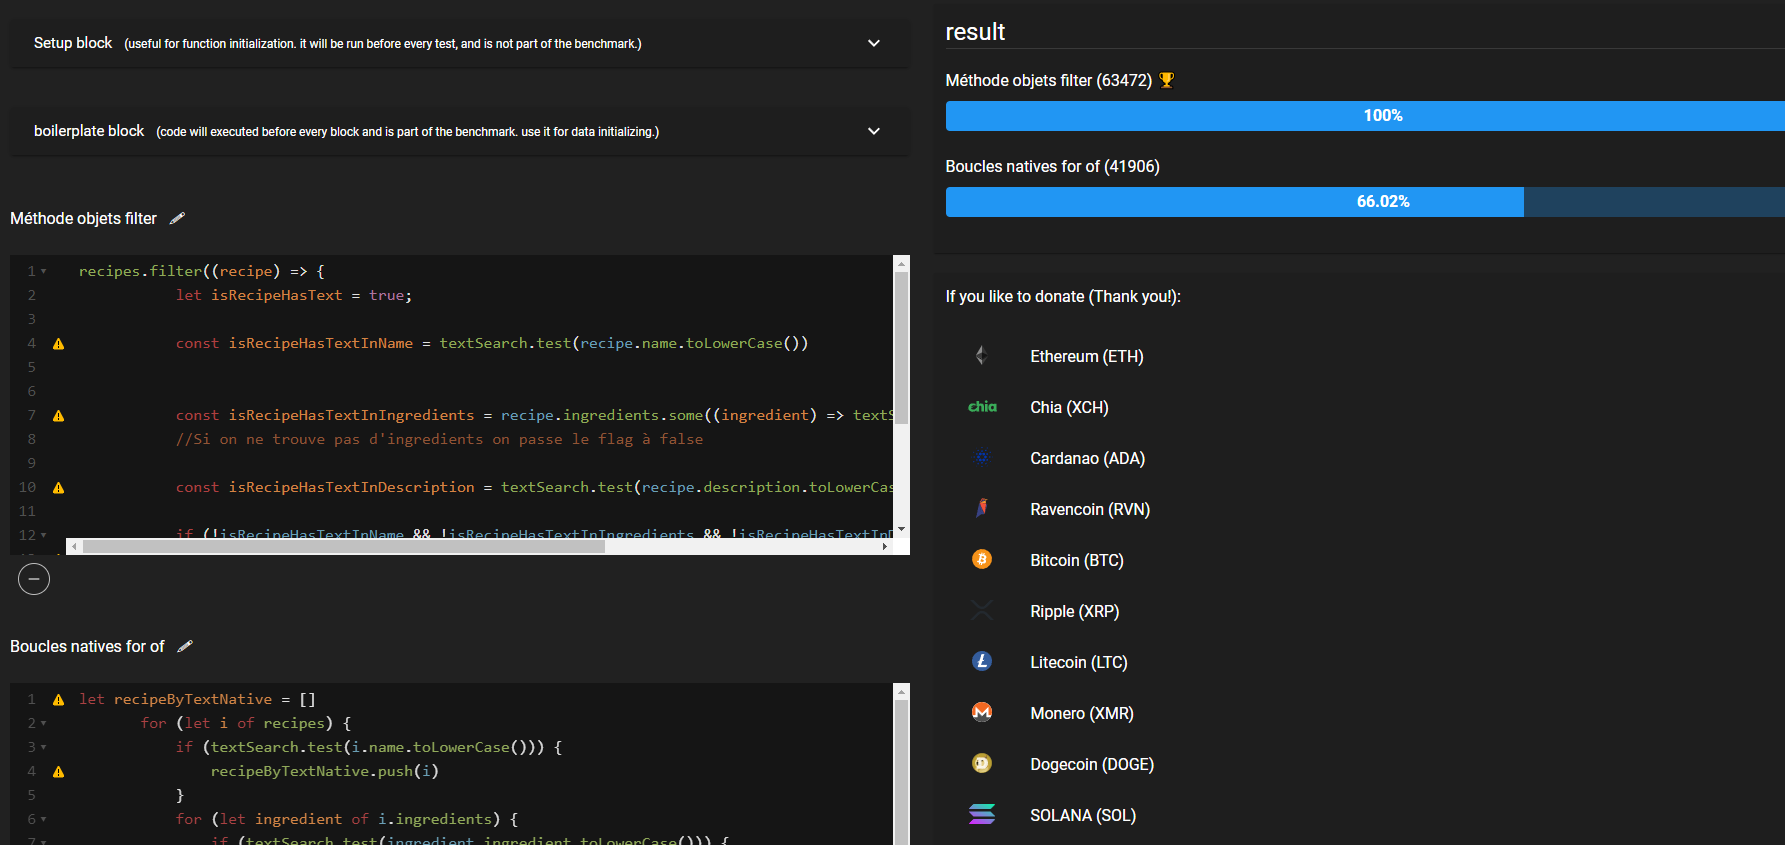 Setup block (useful for function initialization. it will be run before every test, and is not part of the benchmark.)
boilerplate block (code will executed before every block and is part of the benchmark. use it for data initializing.)
Méthode objets filter
1 recipes.filter((recipe) => {
2 let isRecipeHasText = true;
3
4 const isRecipeHasTextInName = textSearch.test(recipe.name.toLowerCase())
5
6
7 const isRecipeHasTextInIngredients = recipe.ingredients.some((ingredient) => textS
8 //Si on ne trouve pas d'ingredients on passe le flag à false
9
10 const isRecipeHasTextInDescription = textSearch.test(recipe.description.toLowerCas
11
12 if (!isRecipeHasTextInName && !isRecipeHasTextInIngredients && !isRecipeHasTextInD
Boucles natives for of
1 let recipeByTextNative = []
2 for (let i of recipes) {
3 if (textSearch.test(i.name.toLowerCase())) {
4 recipeByTextNative.push(i)
5 }
6 for (let ingredient of i.ingredients) {
7 if (textSearch.test(ingredient.ingredient.toLowerCase())) {
result
Méthode objets filter (63472)
100%
Boucles natives for of (41906)
66.02%
If you like to donate (Thank you!):
Ethereum (ETH)
chia Chia (XCH)
Cardanao (ADA)
Ravencoin (RVN)
Bitcoin (BTC)
Ripple (XRP)
Litecoin (LTC)
Monero (XMR)
Dogecoin (DOGE)
SOLANA (SOL)